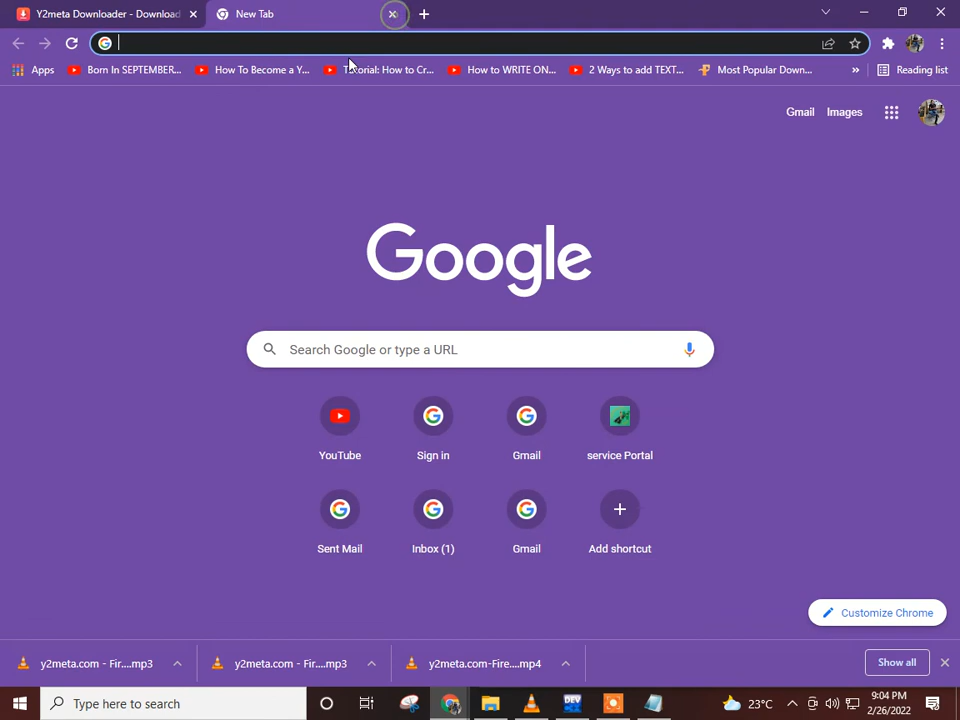 Y2meta Downloader - Download
New Tab
Apps
Born In SEPTEMBER...
How To Become a Y...
Tutorial: How to Cr...
How to WRITE ON...
2 Ways to add TEXT...
Most Popular Down...
»
Reading list
Gmail
Images
Google
Search Google or type a URL
YouTube
Sign in
Gmail
service Portal
Sent Mail
Inbox (1)
Gmail
Add shortcut
Customize Chrome
y2meta.com - Fir....mp3
y2meta.com - Fir....mp3
y2meta.com-Fire....mp4
Show all
Type here to search
23°C
9:04 PM
2/26/2022